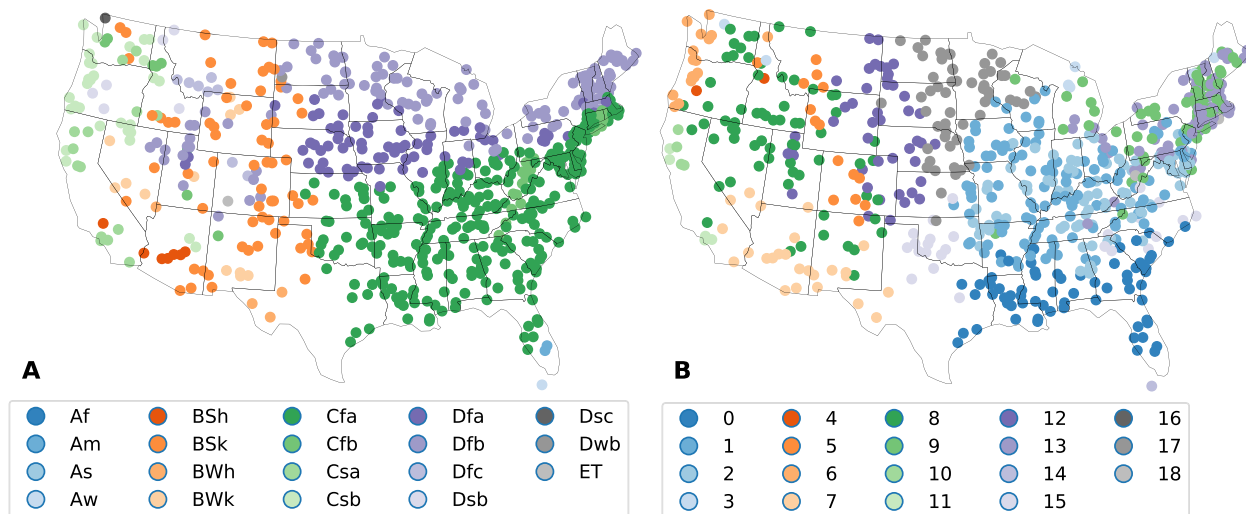 A
B
Af BSh Cfa Dfa Dsc
Am BSk Cfb Dfb Dwb
As BWh Csa Dfc ET
Aw BWk Csb Dsb
0 4 8 12 16
1 5 9 13 17
2 6 10 14 18
3 7 11 15